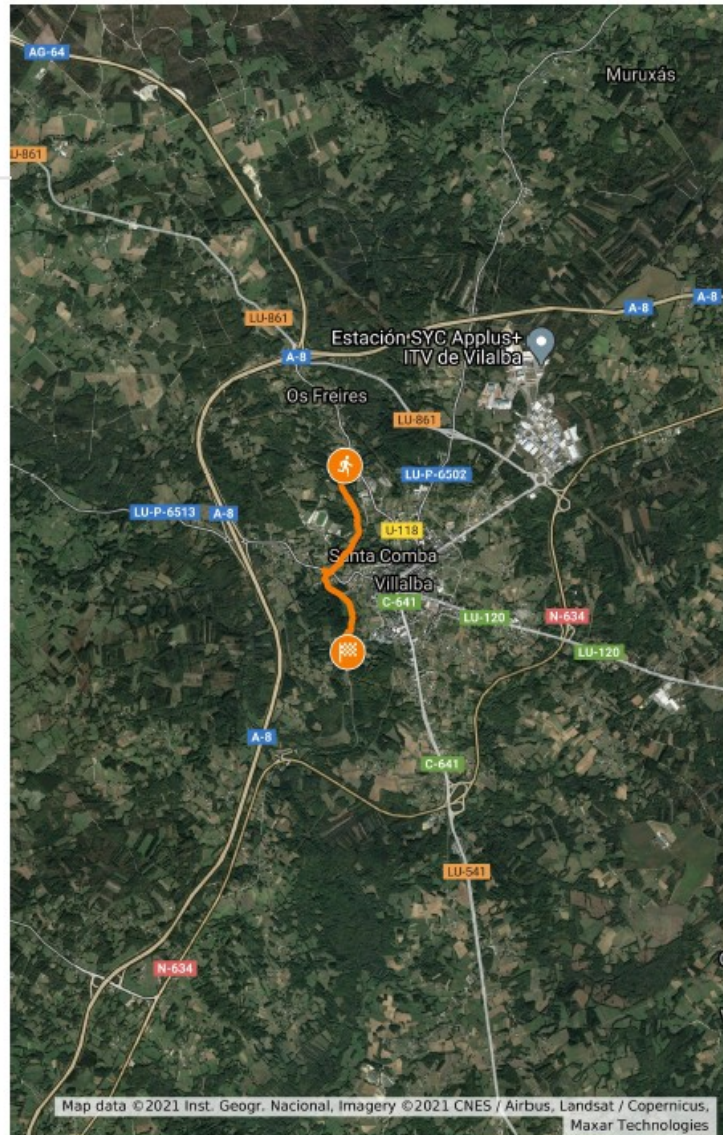 AG-64
Muruxás
U-861
A-8
A-8
LU-861
Estación SYC Applus+
ITV de Vilalba
A-8
Os Freires
LU-861
LU-P-6502
LU-P-6513
A-8
U-118
Santa Comba
Villalba
C-641
LU-120
N-634
LU-120
A-8
C-641
LU-541
N-634
Map data ©2021 Inst. Geogr. Nacional, Imagery ©2021 CNES / Airbus, Landsat / Copernicus,
Maxar Technologies